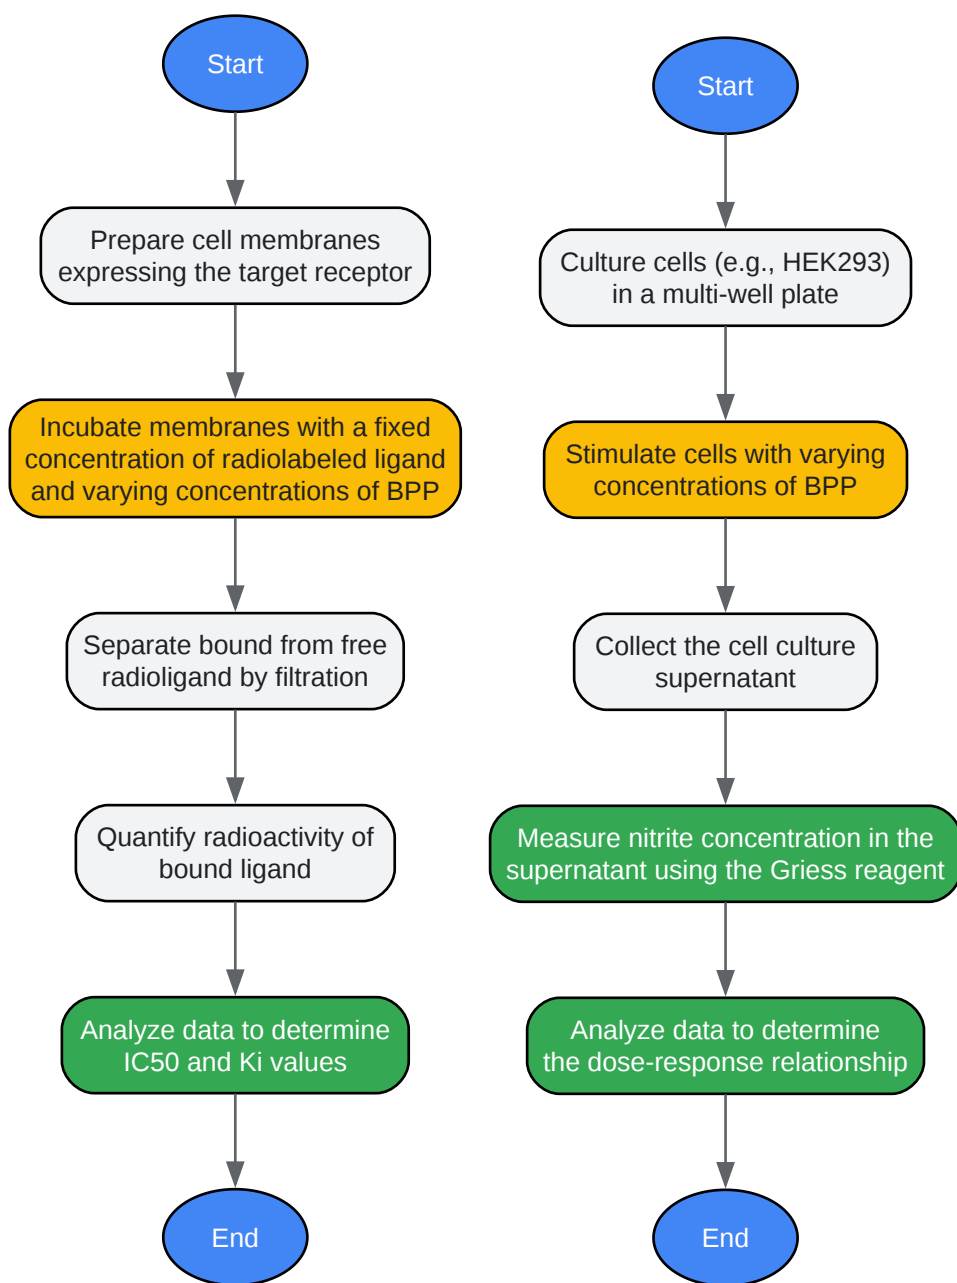 Start
Prepare cell membranes
expressing the target receptor
Incubate membranes with a fixed
concentration of radiolabeled ligand
and varying concentrations of BPP
Separate bound from free
radioligand by filtration
Quantify radioactivity of
bound ligand
Analyze data to determine
IC50 and Ki values
End
Start
Culture cells (e.g., HEK293)
in a multi-well plate
Stimulate cells with varying
concentrations of BPP
Collect the cell culture
supernatant
Measure nitrite concentration in the
supernatant using the Griess reagent
Analyze data to determine
the dose-response relationship
End